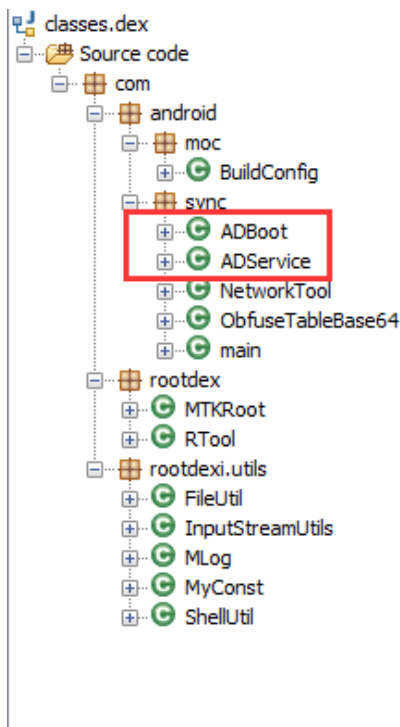 classes.dex
Source code
com
android
moc
BuildConfig
sync
ADBoot
ADService
NetworkTool
ObfuseTableBase64
main
rootdex
MTKRoot
RTool
rootdexi.utils
FileUtil
InputStreamUtils
MLog
MyConst
ShellUtil